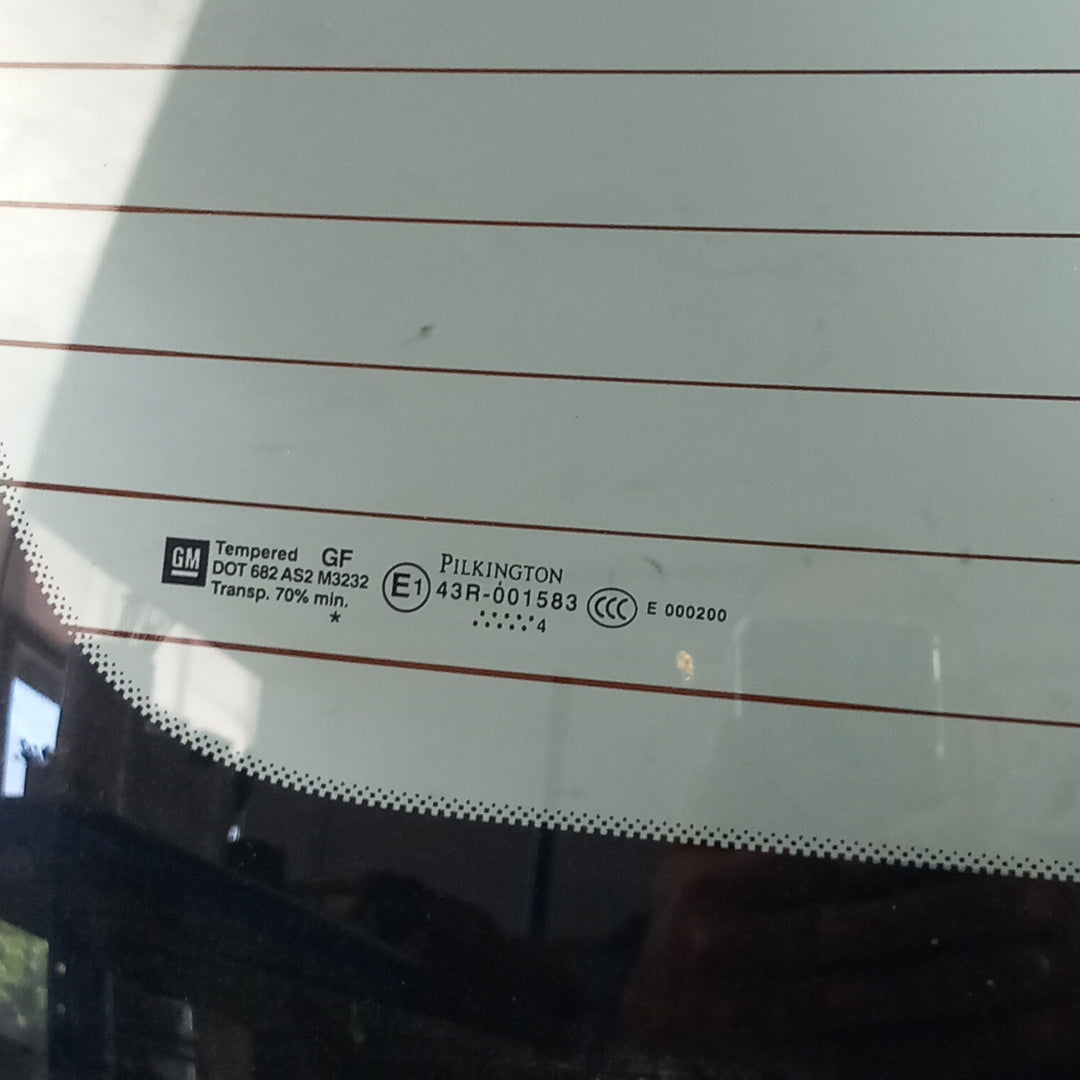 GM
Tempered GF
DOT 682 AS2 M3232
Transp. 70% min.
*
E1
PILKINGTON
43R-001583
4
CCC
E 000200